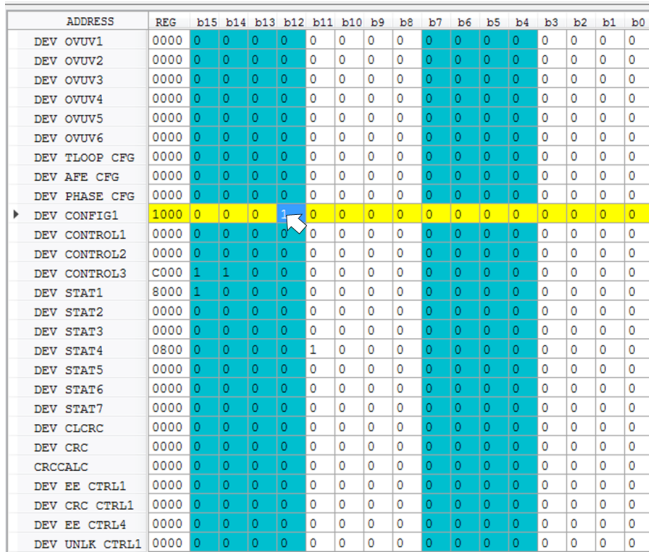 ADDRESS REG b15 b14 b13 b12 b11 b10 b9 b8 b7 b6 b5 b4 b3 b2 b1 b0
DEV OVUV1 0000 0 0 0 0 0 0 0 0 0 0 0 0 0 0 0 0
DEV OVUV2 0000 0 0 0 0 0 0 0 0 0 0 0 0 0 0 0 0
DEV OVUV3 0000 0 0 0 0 0 0 0 0 0 0 0 0 0 0 0 0
DEV OVUV4 0000 0 0 0 0 0 0 0 0 0 0 0 0 0 0 0 0
DEV OVUV5 0000 0 0 0 0 0 0 0 0 0 0 0 0 0 0 0 0
DEV OVUV6 0000 0 0 0 0 0 0 0 0 0 0 0 0 0 0 0 0
DEV TLOOP CFG 0000 0 0 0 0 0 0 0 0 0 0 0 0 0 0 0 0
DEV AFE CFG 0000 0 0 0 0 0 0 0 0 0 0 0 0 0 0 0 0
DEV PHASE CFG 0000 0 0 0 0 0 0 0 0 0 0 0 0 0 0 0 0
DEV CONFIG1 1000 0 0 0 1 0 0 0 0 0 0 0 0 0 0 0 0
DEV CONTROL1 0000 0 0 0 0 0 0 0 0 0 0 0 0 0 0 0 0
DEV CONTROL2 0000 0 0 0 0 0 0 0 0 0 0 0 0 0 0 0 0
DEV CONTROL3 C000 1 1 0 0 0 0 0 0 0 0 0 0 0 0 0 0
DEV STAT1 8000 1 0 0 0 0 0 0 0 0 0 0 0 0 0 0 0
DEV STAT2 0000 0 0 0 0 0 0 0 0 0 0 0 0 0 0 0 0
DEV STAT3 0000 0 0 0 0 0 0 0 0 0 0 0 0 0 0 0 0
DEV STAT4 0800 0 0 0 0 1 0 0 0 0 0 0 0 0 0 0 0
DEV STAT5 0000 0 0 0 0 0 0 0 0 0 0 0 0 0 0 0 0
DEV STAT6 0000 0 0 0 0 0 0 0 0 0 0 0 0 0 0 0 0
DEV STAT7 0000 0 0 0 0 0 0 0 0 0 0 0 0 0 0 0 0
DEV CLCRC 0000 0 0 0 0 0 0 0 0 0 0 0 0 0 0 0 0
DEV CRC 0000 0 0 0 0 0 0 0 0 0 0 0 0 0 0 0 0
CRCCALC 0000 0 0 0 0 0 0 0 0 0 0 0 0 0 0 0 0
DEV EE CTRL1 0000 0 0 0 0 0 0 0 0 0 0 0 0 0 0 0 0
DEV CRC CTRL1 0000 0 0 0 0 0 0 0 0 0 0 0 0 0 0 0 0
DEV EE CTRL4 0000 0 0 0 0 0 0 0 0 0 0 0 0 0 0 0 0
DEV UNLK CTRL1 0000 0 0 0 0 0 0 0 0 0 0 0 0 0 0 0 0